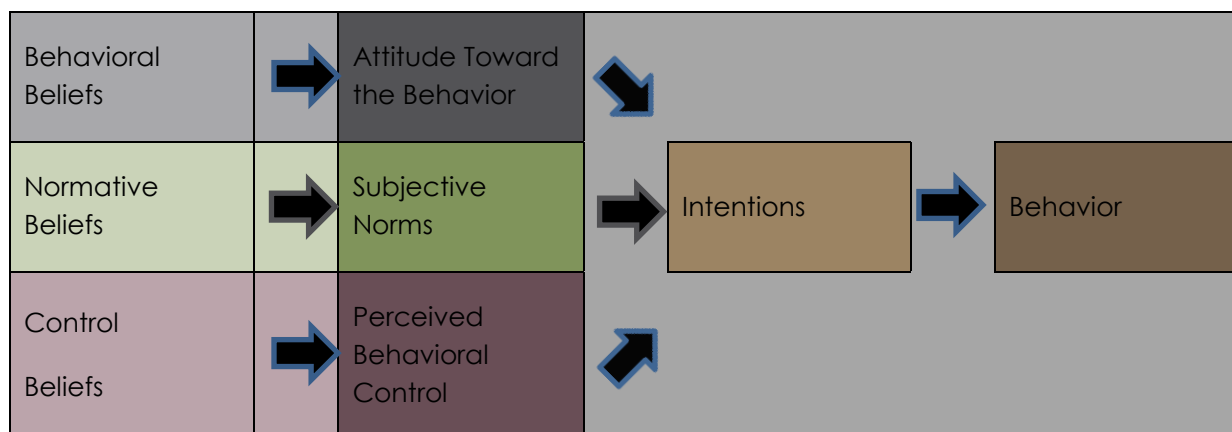 Behavioral
Beliefs
Attitude Toward
the Behavior
Normative
Beliefs
Subjective
Norms
Intentions
Behavior
Control
Beliefs
Perceived
Behavioral
Control